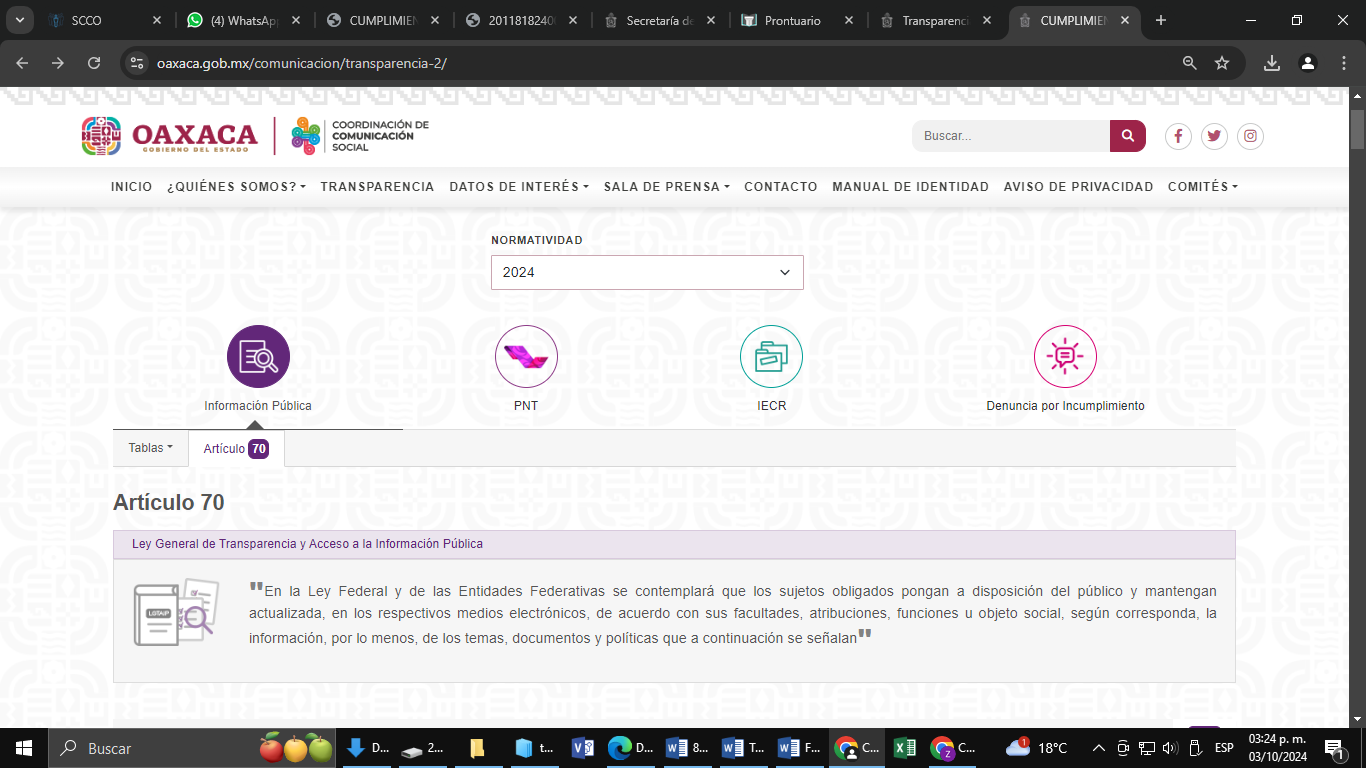 SCCO
(4) WhatsAp
CUMPLIMIEN
2011818240
Secretaría de
Prontuario
Transparenci
CUMPLIMIEN
oaxaca.gob.mx/comunicacion/transparencia-2/
OAXACA
GOBIERNO DEL ESTADO
COORDINACIÓN DE
COMUNICACIÓN
SOCIAL
Buscar...
INICIO ¿QUIÉNES SOMOS? TRANSPARENCIA DATOS DE INTERÉS SALA DE PRENSA CONTACTO MANUAL DE IDENTIDAD AVISO DE PRIVACIDAD COMITÉS
NORMATIVIDAD
2024
Información Pública
PNT
IECR
Denuncia por Incumplimiento
Tablas
Artículo 70
Artículo 70
Ley General de Transparencia y Acceso a la Información Pública
LGTAIP
"En la Ley Federal y de las Entidades Federativas se contemplará que los sujetos obligados pongan a disposición del público y mantengan
actualizada, en los respectivos medios electrónicos, de acuerdo con sus facultades, atribuciones, funciones u objeto social, según corresponda, la
información, por lo menos, de los temas, documentos y políticas que a continuación se señalan"
Buscar
D...
2...
t...
D...
8...
T...
F...
C...
C...
1
18°C
ESP
03:24 p. m.
03/10/2024
1